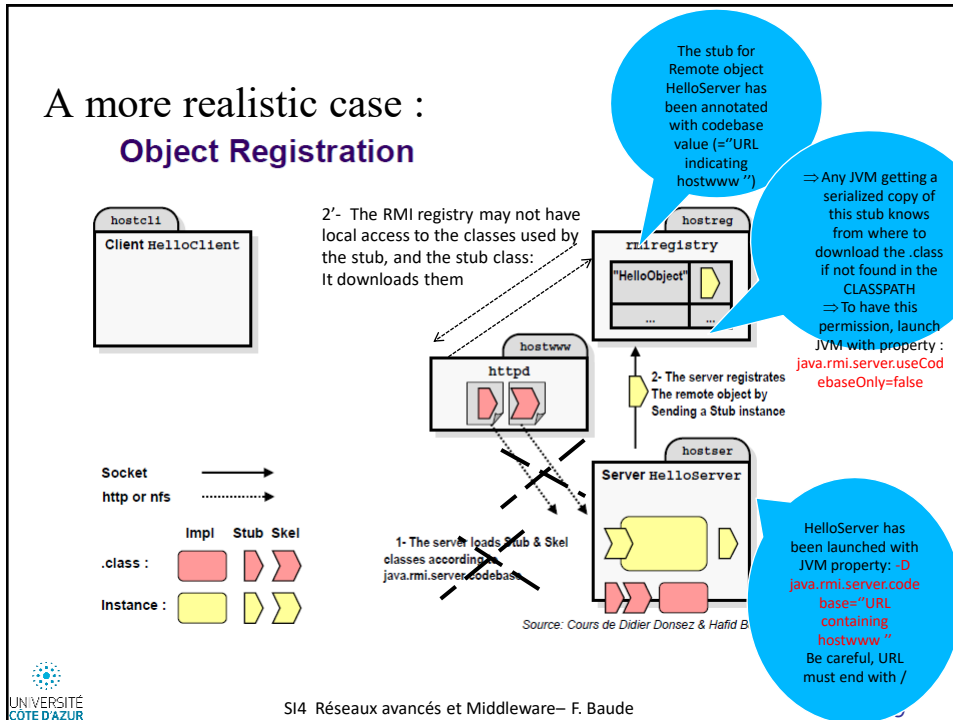 A more realistic case :
Object Registration
The stub for
Remote object
HelloServer has
been annotated
with codebase
value (=‘’URL
indicating
hostwww ’’)
⇒ Any JVM getting a
serialized copy of
this stub knows
from where to
download the .class
if not found in the
CLASSPATH
⇒ To have this
permission, launch
JVM with property :
java.rmi.server.useCod
ebaseOnly=false
hostcli
Client HelloClient
2’- The RMI registry may not have
local access to the classes used by
the stub, and the stub class:
It downloads them
hostreg
rmiregistry
"HelloObject"
... ...
hostwww
httpd
2- The server registrates
The remote object by
Sending a Stub instance
hostser
Server HelloServer
Socket
http or nfs
Impl Stub Skel
.class :
Instance :
1- The server loads Stub & Skel
classes according to
java.rmi.server.codebase
HelloServer has
been launched with
JVM property: -D
java.rmi.server.code
base=‘’URL
containing
hostwww ’’
Be careful, URL
must end with /
Source: Cours de Didier Donsez & Hafid B
UNIVERSITÉ
CÔTE D'AZUR
SI4 Réseaux avancés et Middleware– F. Baude